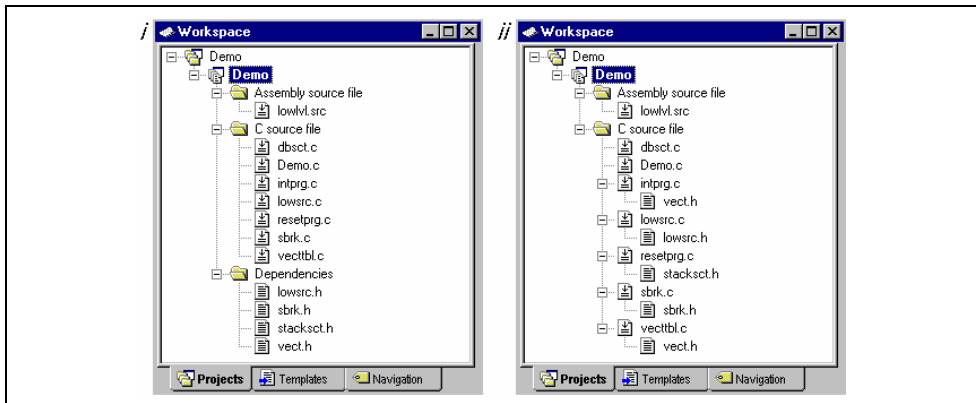 i
Workspace
Demo
Demo
Assembly source file
lowlvl.src
C source file
dbsct.c
Demo.c
intprg.c
lowsrc.c
resetprg.c
sbrk.c
vecttbl.c
Dependencies
lowsrc.h
sbrk.h
stacksct.h
vect.h
Projects
Templates
Navigation
ii
Workspace
Demo
Demo
Assembly source file
lowlvl.src
C source file
dbsct.c
Demo.c
intprg.c
vect.h
lowsrc.c
lowsrc.h
resetprg.c
stacksct.h
sbrk.c
sbrk.h
vecttbl.c
vect.h
Projects
Templates
Navigation